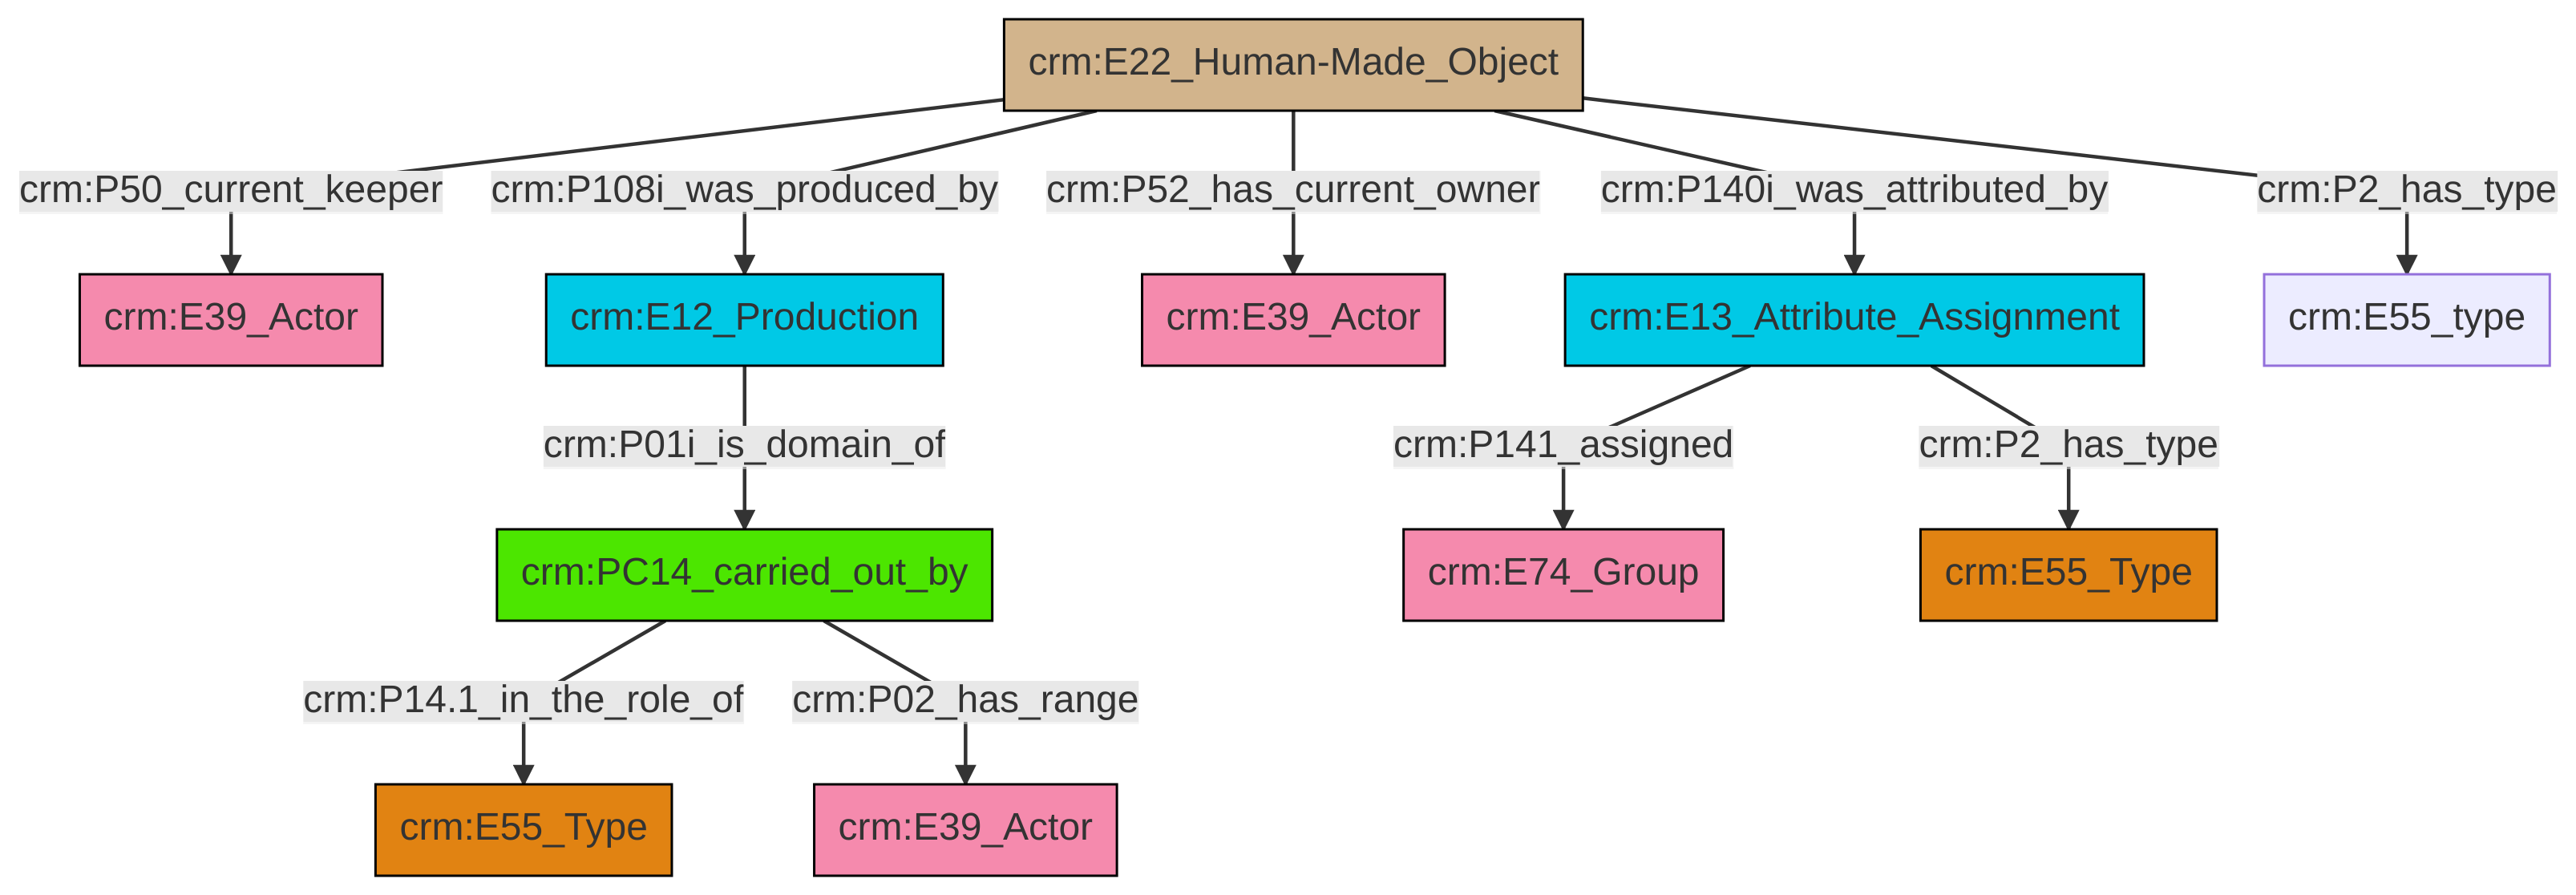 crm:E22_Human-Made_Object
crm:P50_current_keeper
crm:P108i_was_produced_by
crm:P52_has_current_owner
crm:P140i_was_attributed_by
crm:P2_has_type
crm:E39_Actor
crm:E12_Production
crm:E39_Actor
crm:E13_Attribute_Assignment
crm:E55_type
crm:P01i_is_domain_of
crm:P141_assigned
crm:P2_has_type
crm:PC14_carried_out_by
crm:E74_Group
crm:E55_Type
crm:P14.1_in_the_role_of
crm:P02_has_range
crm:E55_Type
crm:E39_Actor